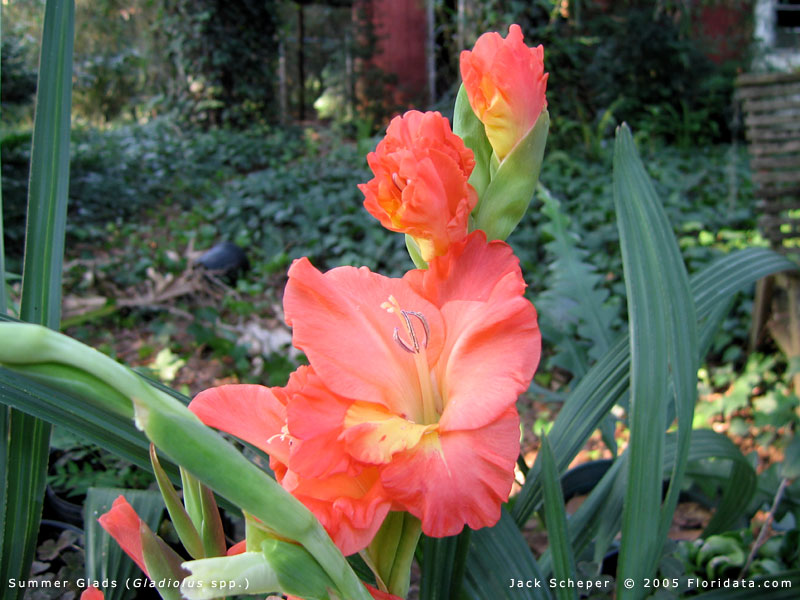 Summer Glads (Gladiolus spp.)
Jack Scheper © 2005 Floridata.com